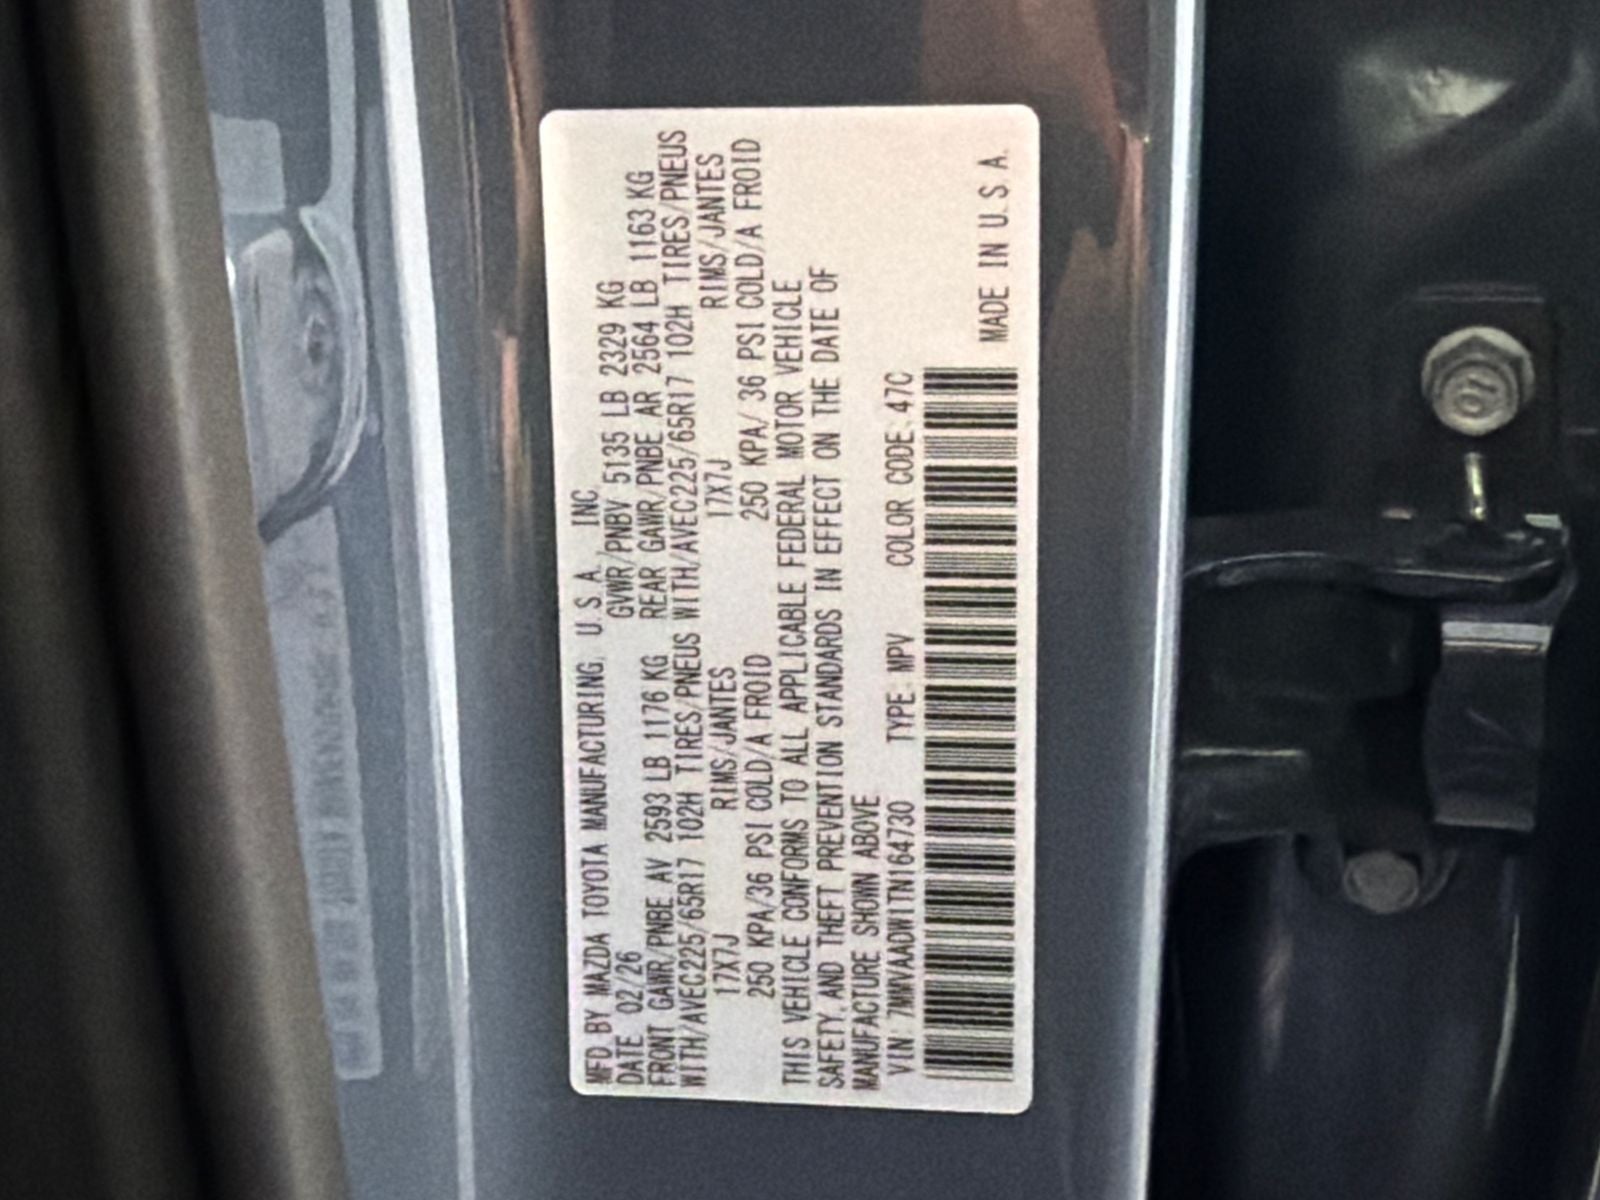 MFD. BY MAZDA TOYOTA MANUFACTURING, U.S.A., INC.
DATE 02/26 GVWR/PNBV 5135 LB 2329 KG
FRONT GAWR/PNBE AV 2593 LB 1176 KG REAR GAWR/PNBE AR 2564 LB 1163 KG
WITH/AVEC225/65R17 102H TIRES/PNEUS WITH/AVEC225/65R17 102H TIRES/PNEUS
17X7J RIMS/JANTES 17X7J RIMS/JANTES
250 KPA/36 PSI COLD/A FROID 250 KPA/ 36 PSI COLD/A FROID
THIS VEHICLE CONFORMS TO ALL APPLICABLE FEDERAL MOTOR VEHICLE
SAFETY, AND THEFT PREVENTION STANDARDS IN EFFECT ON THE DATE OF
MANUFACTURE SHOWN ABOVE.
VIN: 7MMVAADW1TN164730 TYPE: MPV COLOR CODE: 47C
MADE IN U.S.A.